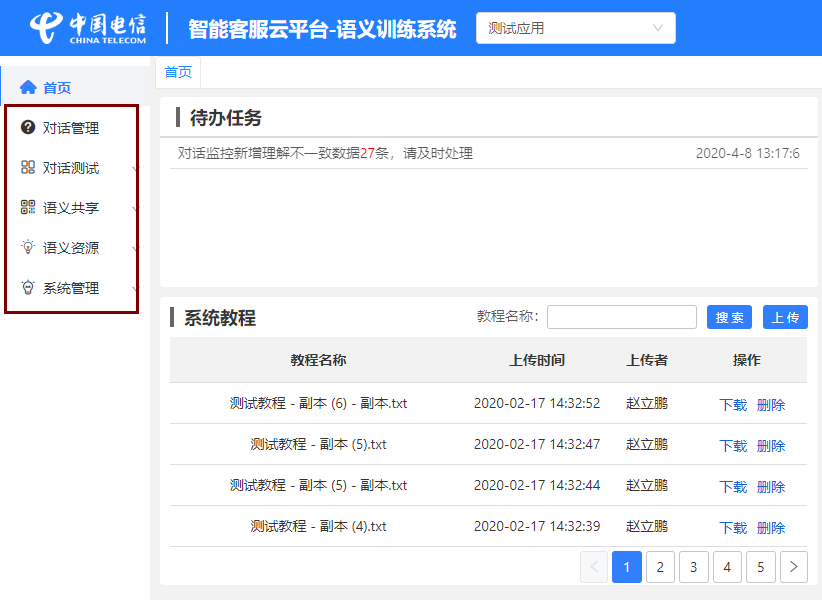 中国电信
CHINA TELECOM
智能客服云平台-语义训练系统
测试应用
首页
对话管理
对话测试
语义共享
语义资源
系统管理
首页
待办任务
对话监控新增理解不一致数据27条，请及时处理 2020-4-8 13:17:6
系统教程 教程名称： 搜 索 上 传
教程名称 上传时间 上传者 操作
测试教程 - 副本 (6) - 副本.txt 2020-02-17 14:32:52 赵立鹏 下载 删除
测试教程 - 副本 (5).txt 2020-02-17 14:32:47 赵立鹏 下载 删除
测试教程 - 副本 (5) - 副本.txt 2020-02-17 14:32:44 赵立鹏 下载 删除
测试教程 - 副本 (4).txt 2020-02-17 14:32:39 赵立鹏 下载 删除
< 1 2 3 4 5 >